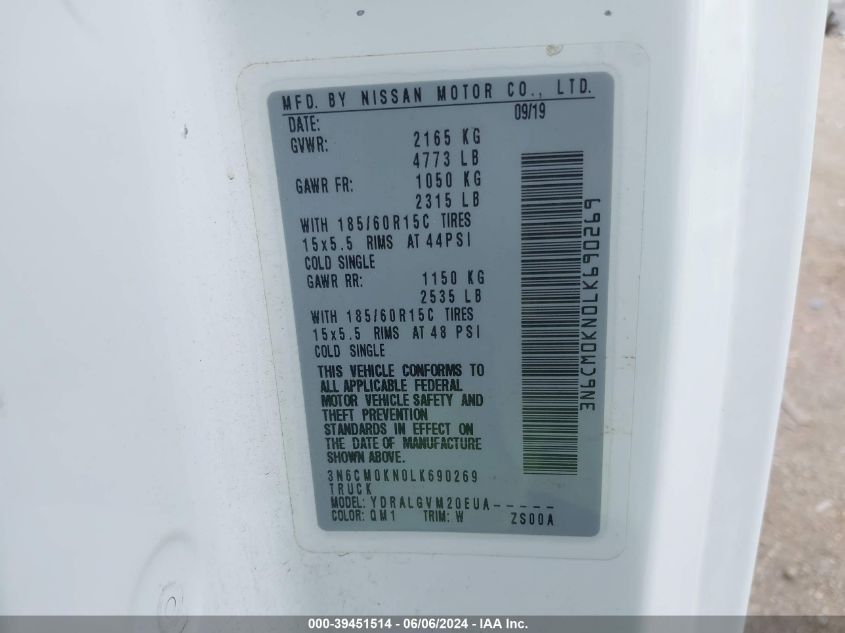 MFD. BY NISSAN MOTOR CO., LTD.
DATE: 09/19
GVWR: 2165 KG
4773 LB
GAWR FR: 1050 KG
2315 LB
WITH 185/60R15C TIRES
15x5.5 RIMS AT 44PSI
COLD SINGLE
GAWR RR: 1150 KG
2535 LB
WITH 185/60R15C TIRES
15x5.5 RIMS AT 48 PSI
COLD SINGLE
THIS VEHICLE CONFORMS TO
ALL APPLICABLE FEDERAL
MOTOR VEHICLE SAFETY AND
THEFT PREVENTION
STANDARDS IN EFFECT ON
THE DATE OF MANUFACTURE
SHOWN ABOVE.
3N6CM0KN0LK690269
TRUCK
MODEL: YDRALGVM20EUA-----
COLOR: QM1 TRIM: W ZS00A
3N6CM0KN0LK690269
000-39451514 - 06/06/2024 - IAA Inc.